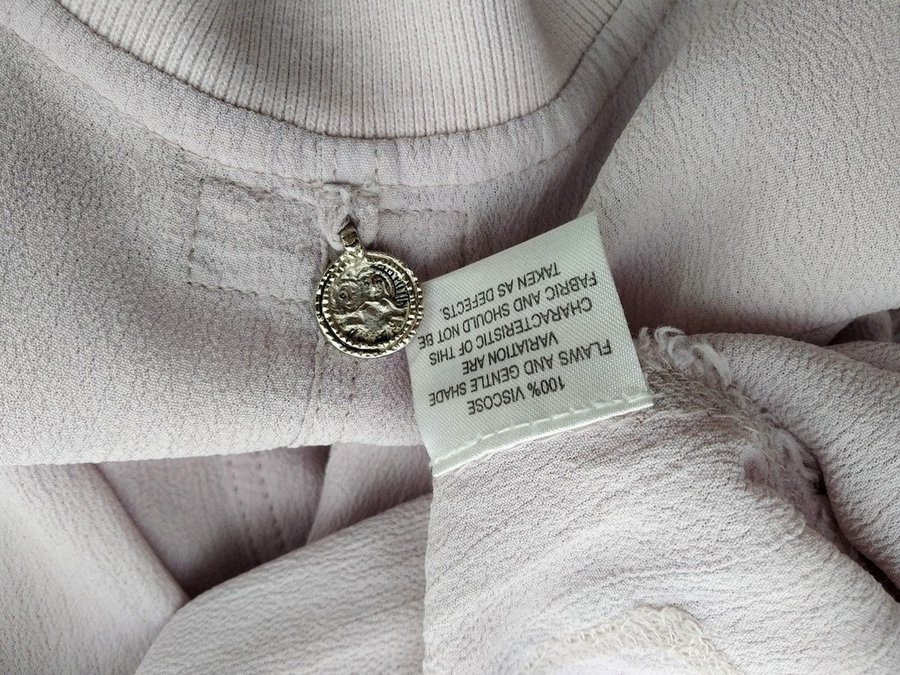 100% VISCOSE
FLAWS AND GENTLE SHADE
VARIATION ARE
CHARACTERISTIC OF THIS
FABRIC AND SHOULD NOT BE
TAKEN AS DEFECTS